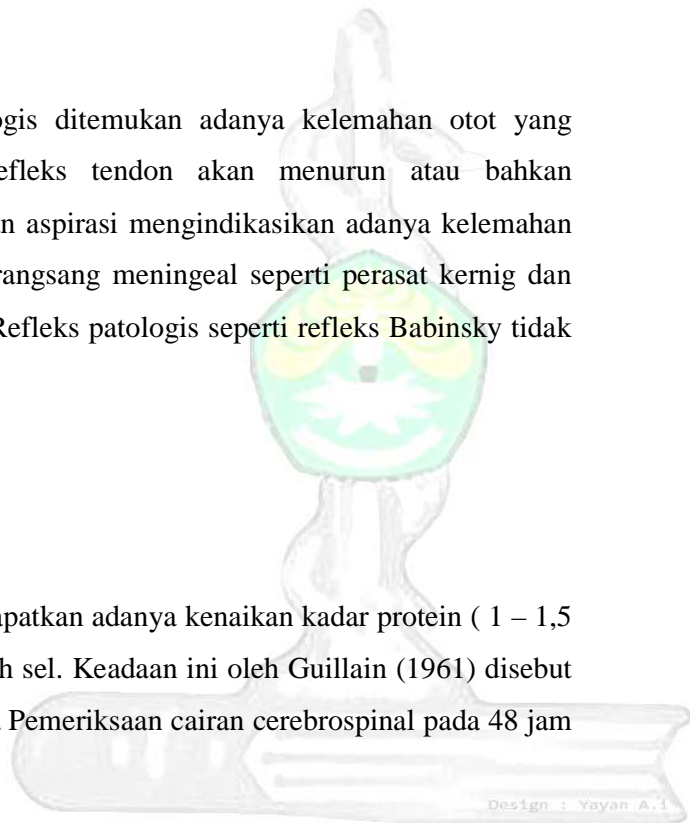 ogis ditemukan adanya kelemahan otot yang
efleks tendon akan menurun atau bahkan
n aspirasi mengindikasikan adanya kelemahan
rangsang meningeal seperti perasat kernig dan
Refleks patologis seperti refleks Babinsky tidak
apatkan adanya kenaikan kadar protein ( 1 – 1,5
h sel. Keadaan ini oleh Guillain (1961) disebut
. Pemeriksaan cairan cerebrospinal pada 48 jam
Design : Yayan A.i